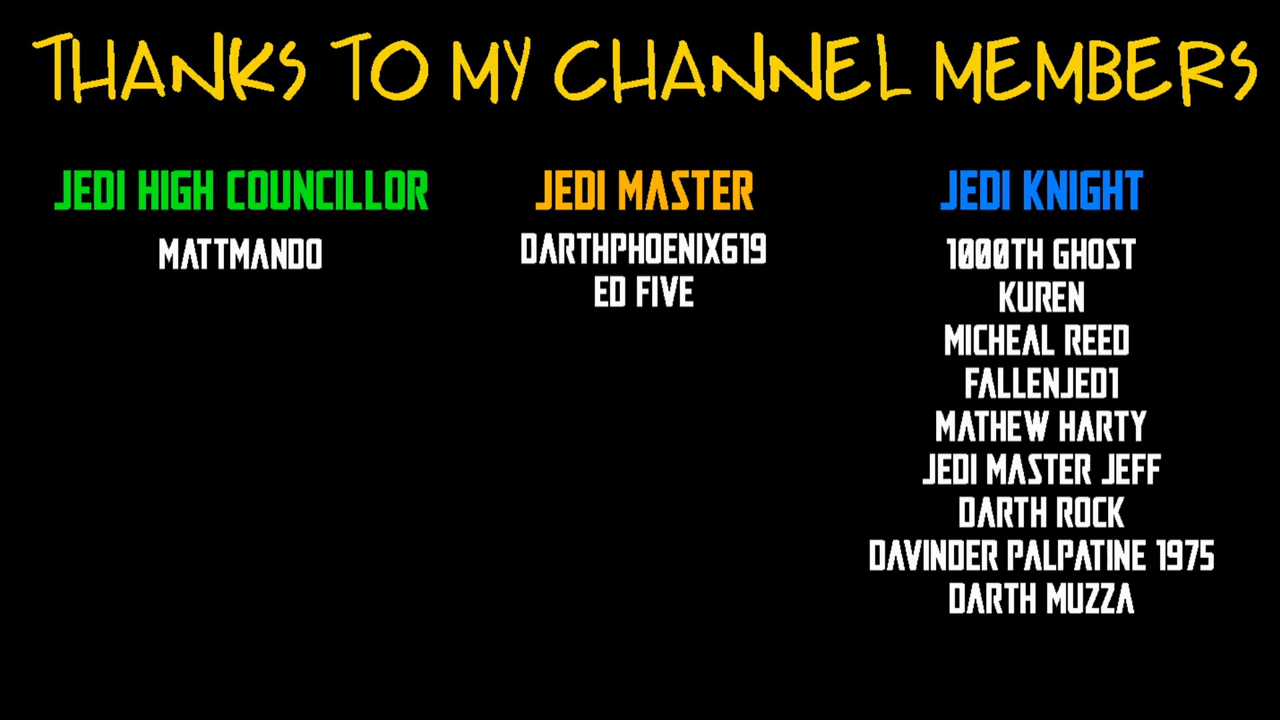 THANKS TO MY CHANNEL MEMBERS
JEDI HIGH COUNCILLOR
MATTMANDO
JEDI MASTER
DARTHPHOENIX619
ED FIVE
JEDI KNIGHT
1000TH GHOST
KUREN
MICHEAL REED
FALLENJED1
MATHEW HARTY
JEDI MASTER JEFF
DARTH ROCK
DAVINDER PALPATINE 1975
DARTH MUZZA